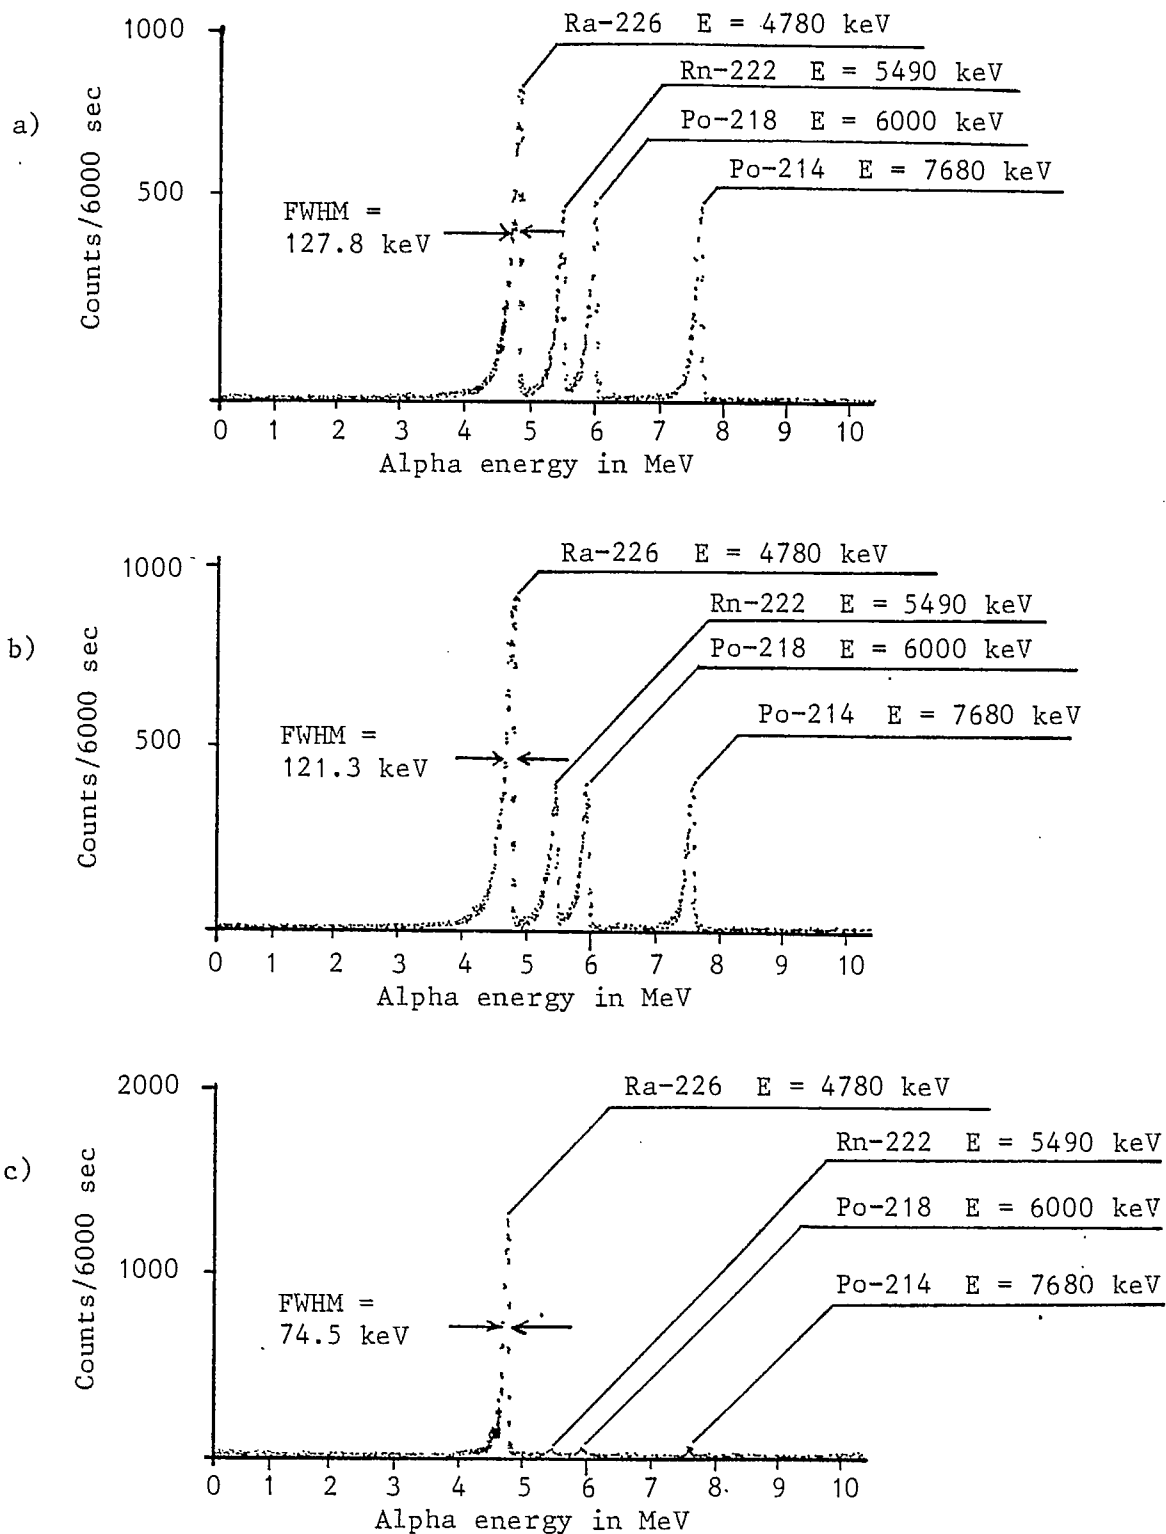 a)
Counts/6000 sec
1000
500
Ra-226 E = 4780 keV
Rn-222 E = 5490 keV
Po-218 E = 6000 keV
Po-214 E = 7680 keV
FWHM =
127.8 keV
0 1 2 3 4 5 6 7 8 9 10
Alpha energy in MeV
b)
Counts/6000 sec
1000
500
Ra-226 E = 4780 keV
Rn-222 E = 5490 keV
Po-218 E = 6000 keV
Po-214 E = 7680 keV
FWHM =
121.3 keV
0 1 2 3 4 5 6 7 8 9 10
Alpha energy in MeV
c)
Counts/6000 sec
2000
1000
Ra-226 E = 4780 keV
Rn-222 E = 5490 keV
Po-218 E = 6000 keV
Po-214 E = 7680 keV
FWHM =
74.5 keV
0 1 2 3 4 5 6 7 8 9 10
Alpha energy in MeV